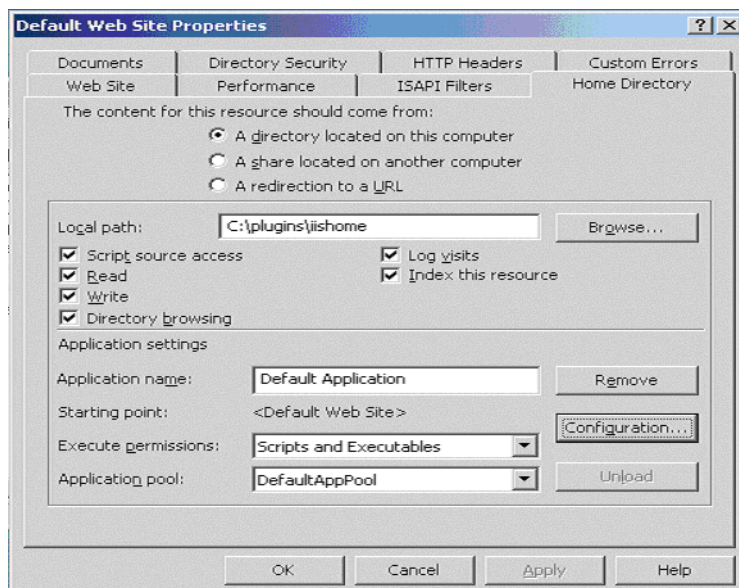 Default Web Site Properties
Documents Directory Security HTTP Headers Custom Errors
Web Site Performance ISAPI Filters Home Directory
The content for this resource should come from:
A directory located on this computer
A share located on another computer
A redirection to a URL
Local path: C:\plugins\iishome Browse...
Script source access Log visits
Read Index this resource
Write
Directory browsing
Application settings
Application name: Default Application Remove
Starting point: <Default Web Site>
Configuration...
Execute permissions: Scripts and Executables
Application pool: DefaultAppPool Unload
OK Cancel Apply Help